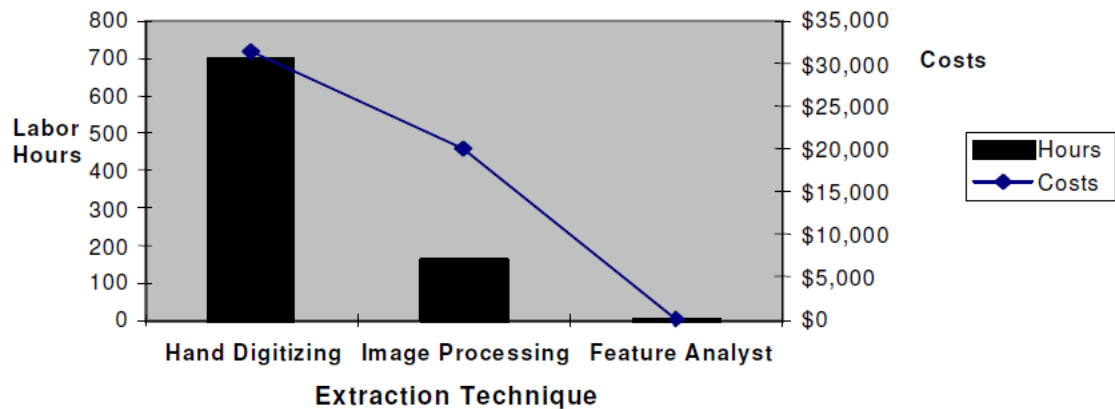 800
700
600
500
400
300
200
100
0
Labor
Hours
$35,000
$30,000
$25,000
$20,000
$15,000
$10,000
$5,000
$0
Costs
Hours
Costs
Hand Digitizing
Image Processing
Feature Analyst
Extraction Technique